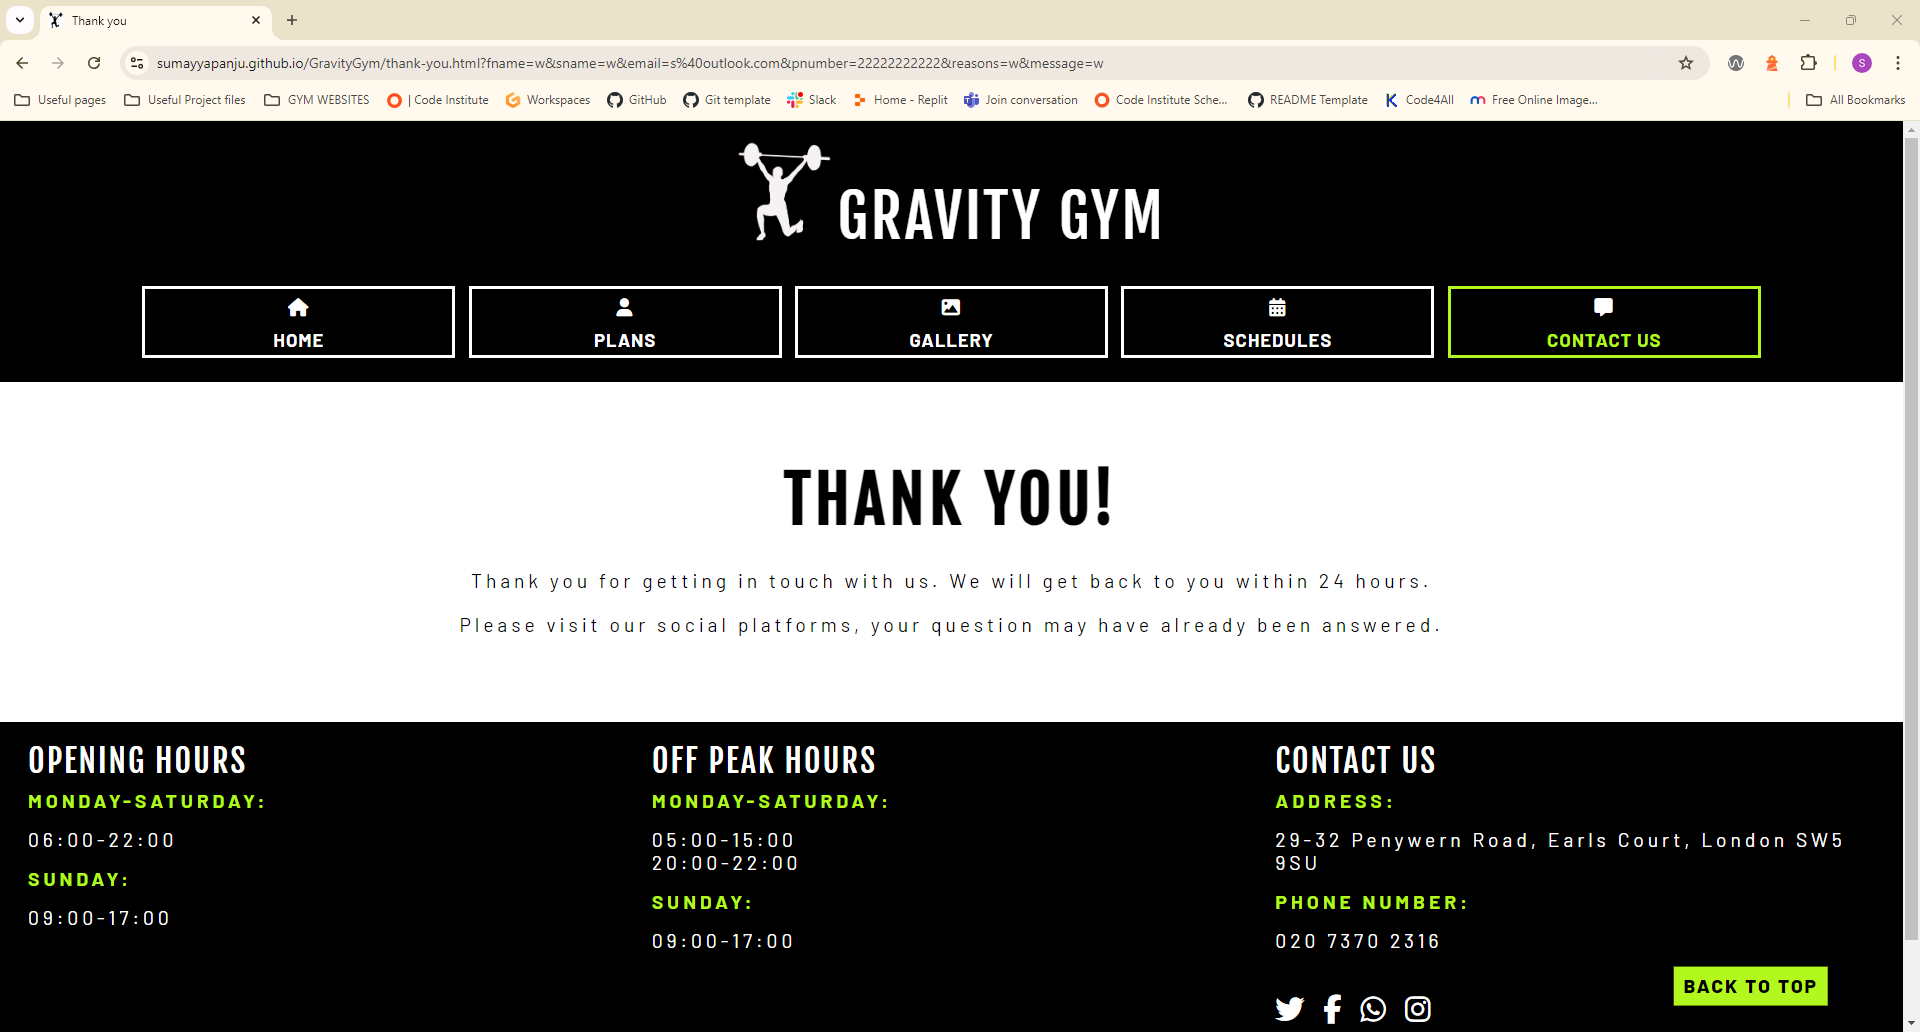 Thank you
sumayyapanju.github.io/GravityGym/thank-you.html?fname=w&sname=w&email=s%40outlook.com&pnumber=22222222222&reasons=w&message=w
S
Useful pages Useful Project files GYM WEBSITES | Code Institute Workspaces GitHub Git template Slack Home - Replit Join conversation Code Institute Sche... README Template Code4All Free Online Image... All Bookmarks
GRAVITY GYM
HOME PLANS GALLERY SCHEDULES CONTACT US
THANK YOU!
Thank you for getting in touch with us. We will get back to you within 24 hours.
Please visit our social platforms, your question may have already been answered.
OPENING HOURS
MONDAY-SATURDAY:
06:00-22:00
SUNDAY:
09:00-17:00
OFF PEAK HOURS
MONDAY-SATURDAY:
05:00-15:00
20:00-22:00
SUNDAY:
09:00-17:00
CONTACT US
ADDRESS:
29-32 Penywern Road, Earls Court, London SW5
9SU
PHONE NUMBER:
020 7370 2316
BACK TO TOP